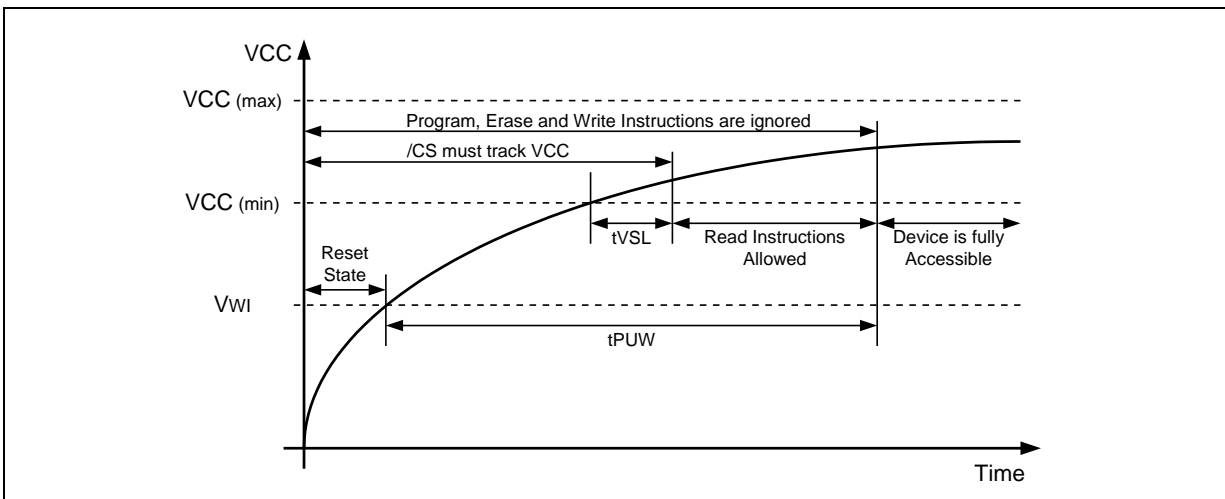 VCC
VCC (max)
Program, Erase and Write Instructions are ignored
/CS must track VCC
VCC (min)
tVSL
Read Instructions
Allowed
Device is fully
Accessible
Reset
State
VWI
tPUW
Time